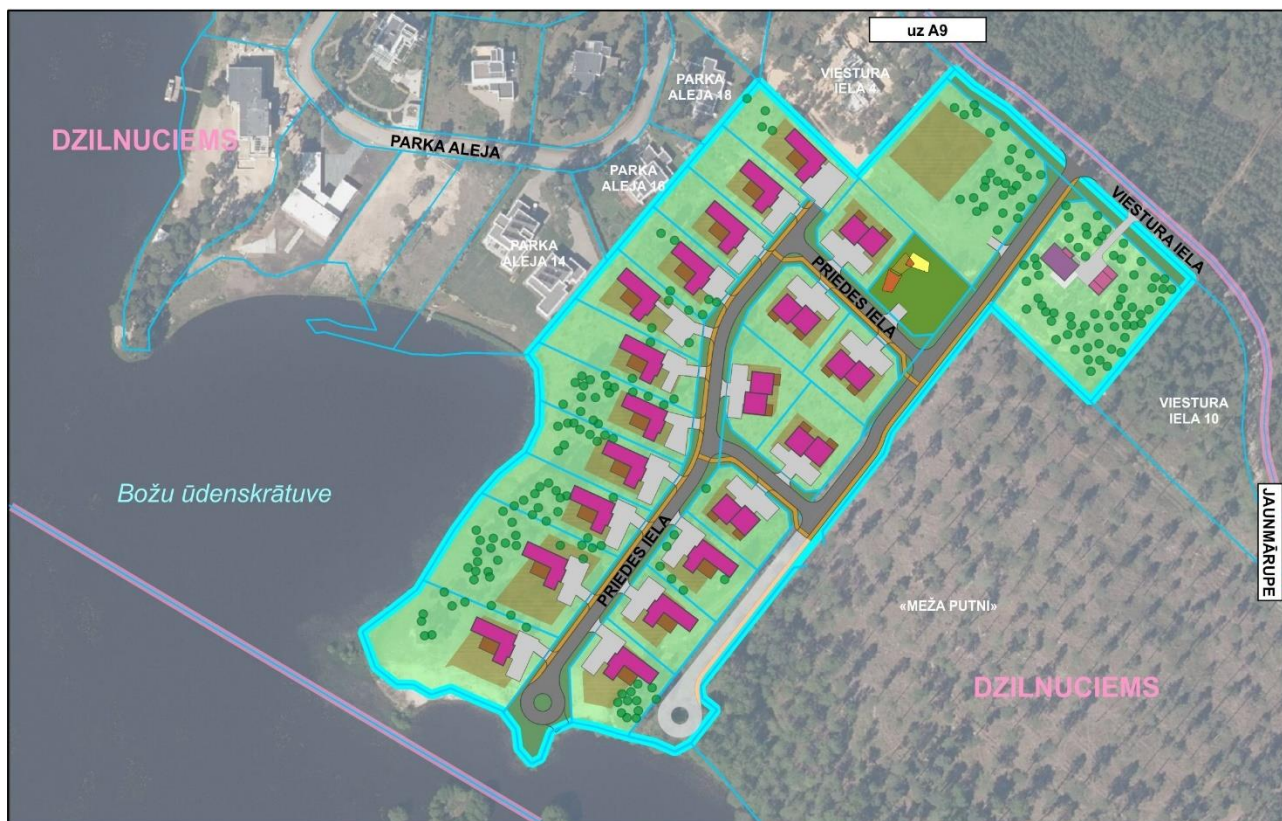 uz A9
PARKA
ALEJA 18
VIESTURA
IELA 4
DZILNUCIEMS
PARKA ALEJA
PARKA
ALEJA 16
PARKA
ALEJA 14
VIESTURA IELA
PRIEDES IELA
VIESTURA
IELA 10
Božu ūdenskrātuve
JAUNMĀRUPE
PRIEDES IELA
«MEŽA PUTNI»
DZILNUCIEMS